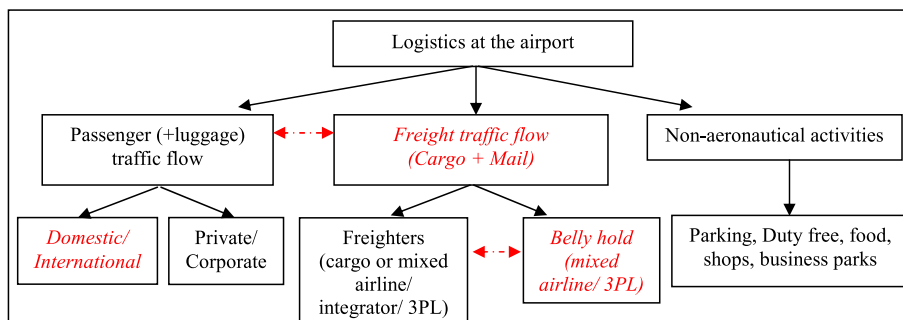 Logistics at the airport
Passenger (+luggage)
traffic flow
Freight traffic flow
(Cargo + Mail)
Non-aeronautical activities
Domestic/
International
Private/
Corporate
Freighters
(cargo or mixed
airline/
integrator/ 3PL)
Belly hold
(mixed
airline/ 3PL)
Parking, Duty free, food,
shops, business parks